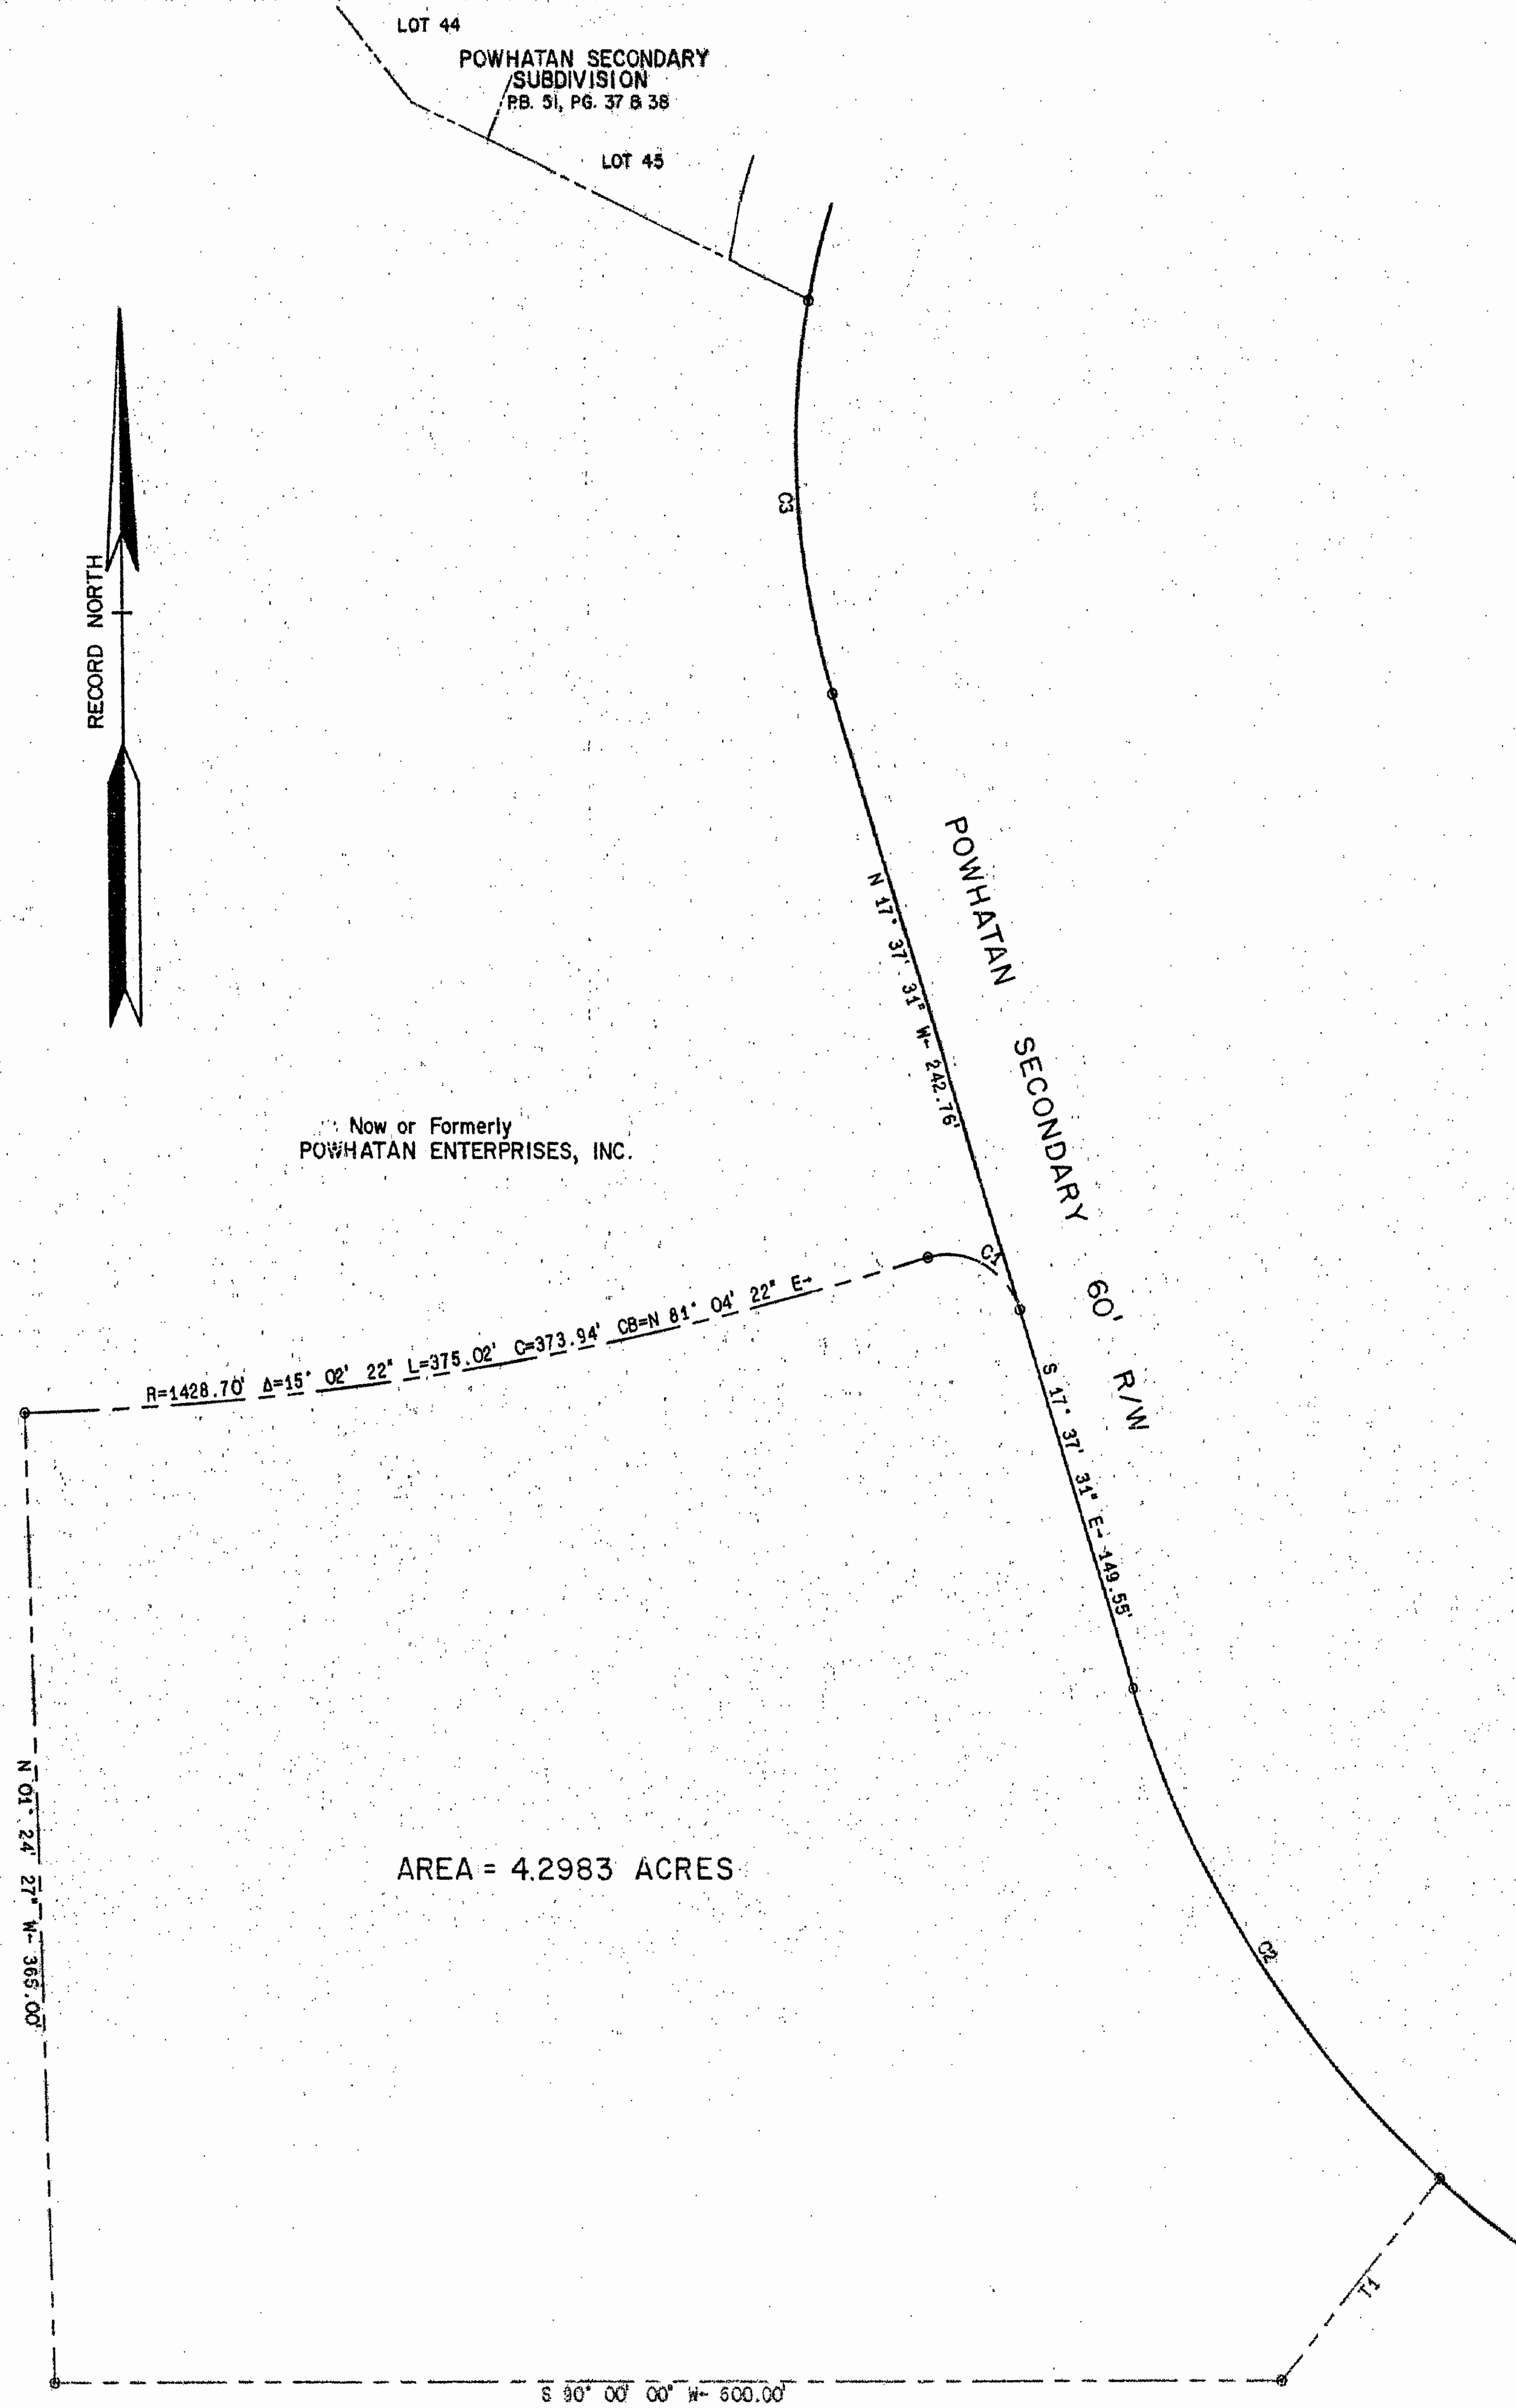 LOT 44
POWHATAN SECONDARY
SUBDIVISION
P.B. 51, PG. 37 & 38
LOT 45
RECORD NORTH
C3
N 17° 37' 31" W- 242.76'
POWHATAN SECONDARY 60' R/W
Now or Formerly
POWHATAN ENTERPRISES, INC.
C1
R=1428.70' Δ=15° 02' 22" L=375.02' C=373.94' CB=N 81° 04' 22" E-
S 17° 37' 31" E- 149.55'
N 01° 24' 27" W- 365.00'
AREA = 4.2983 ACRES
C2
T1
S 90° 00' 00" W- 500.00'